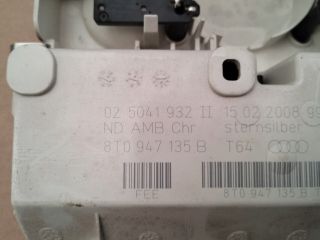 02 5041 932 II 15.02.2008 99
ND AMB.Chr sternsilber
8T0 947 135 B T64
FEE 8T0 947 135 B T